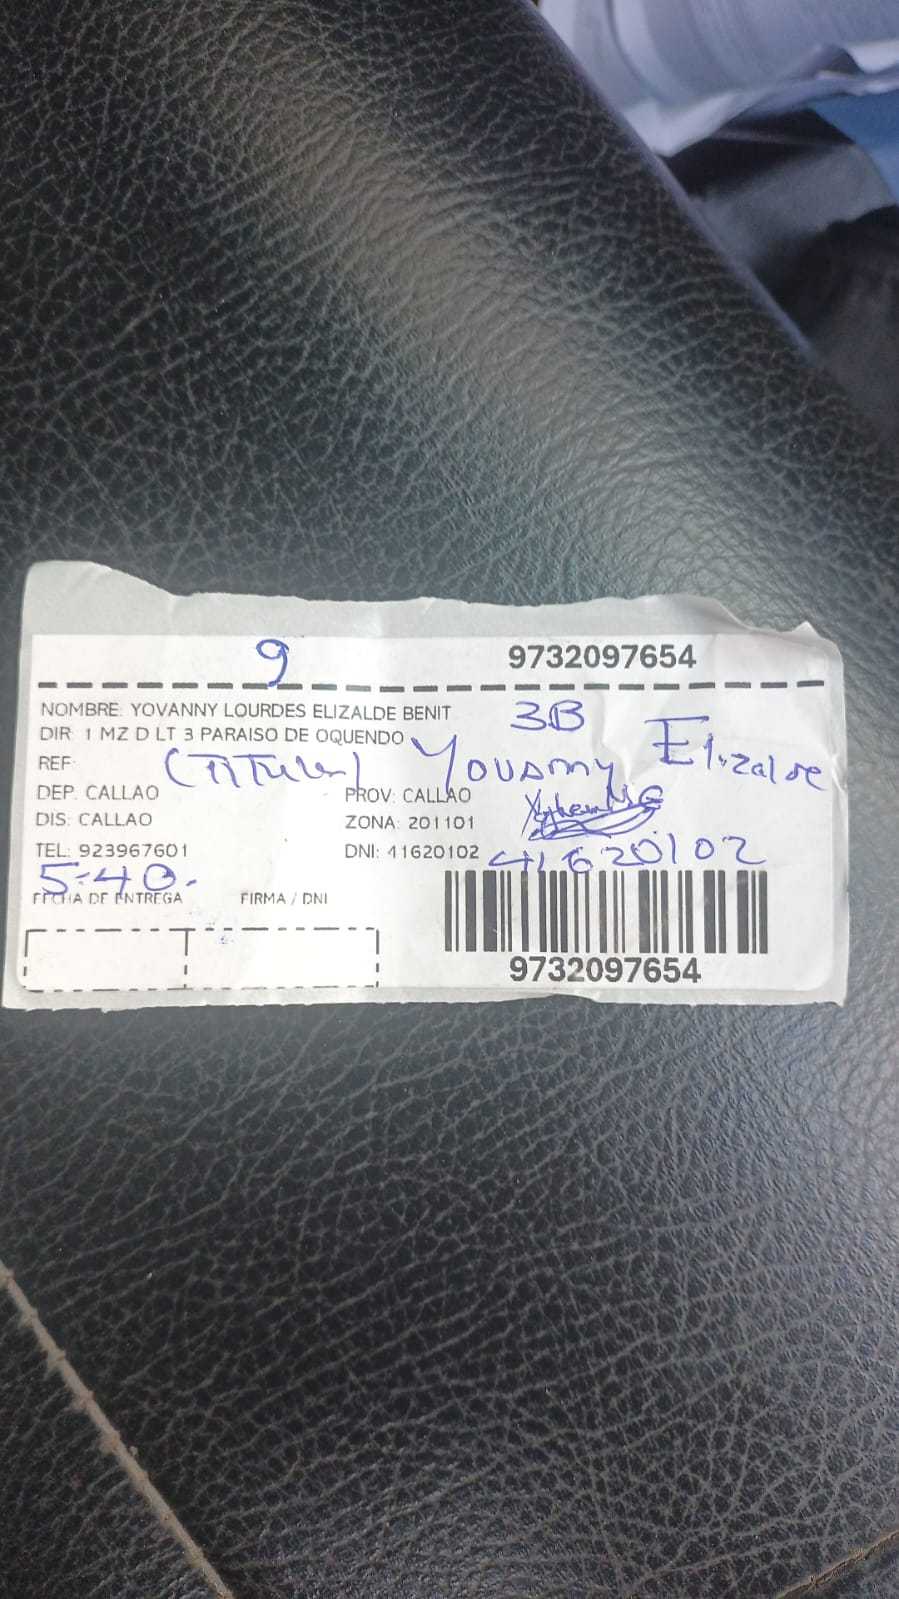 9 9732097654
NOMBRE: YOVANNY LOURDES ELIZALDE BENIT 3B
DIR: 1 MZ D LT 3 PARAISO DE OQUENDO
REF: (TITULAR) Yovanny Elizalde
DEP: CALLAO PROV: CALLAO
DIS: CALLAO ZONA: 201101
TEL: 923967601 DNI: 41620102 41620102
5:40.
FECHA DE ENTREGA FIRMA / DNI
9732097654